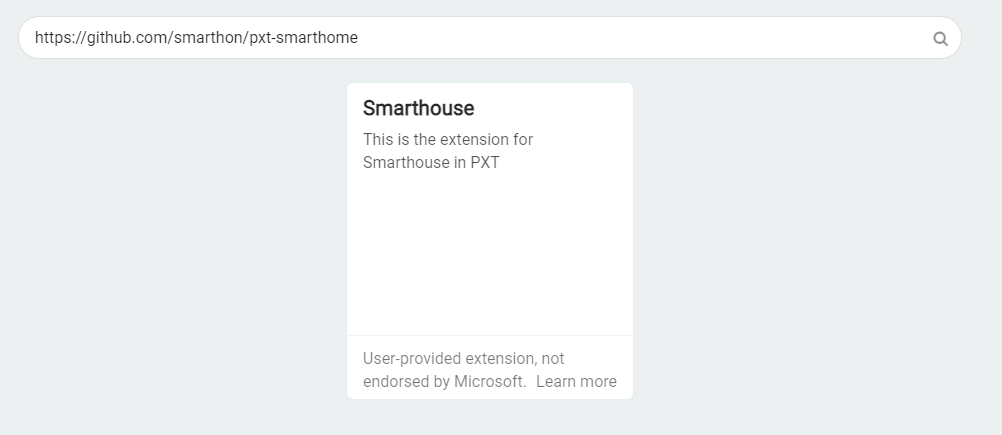 https://github.com/smarthon/pxt-smarthome
Smarthouse
This is the extension for
Smarthouse in PXT
User-provided extension, not
endorsed by Microsoft. Learn more